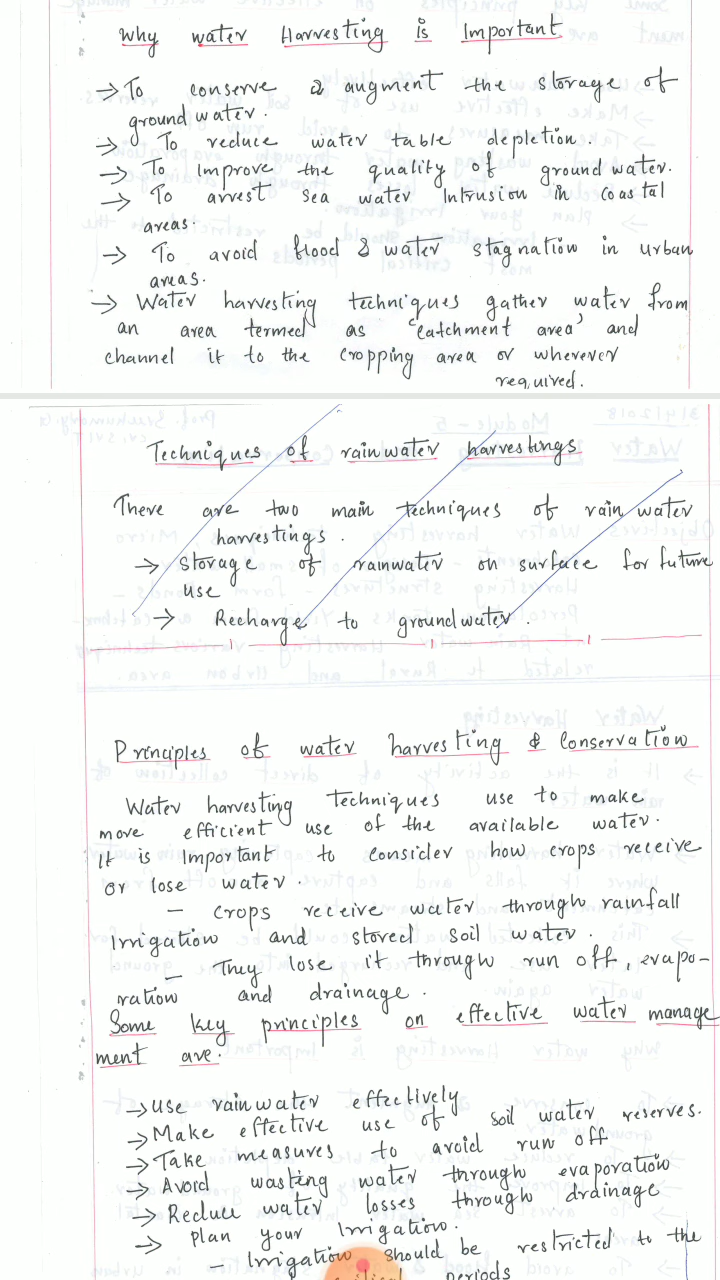 Why water Harvesting is Important
→ To conserve & augment the storage of
ground water.
→ To reduce water table depletion.
→ To Improve the quality of ground water.
→ To arrest sea water Intrusion in coastal
areas.
→ To avoid flood & water stagnation in urban
areas.
→ Water harvesting techniques gather water from
an area termed as 'catchment area' and
channel it to the cropping area or wherever
required.
Techniques of rainwater harvestings
There are two main techniques of rain water
harvestings.
→ storage of rainwater on surface for future
use
→ Recharge to groundwater.
Principles of water harvesting & Conservation
Water harvesting techniques use to make
more efficient use of the available water.
It is Important to consider how crops receive
or lose water.
– crops receive water through rainfall
Irrigation and stored soil water.
– They lose it through run off, evapo-
ration and drainage.
Some key principles on effective water manage
ment are.
→ Use rainwater effectively
→ Make effective use of soil water reserves.
→ Take measures to avoid run off
→ Avoid wasting water through evaporation
→ Reduce water losses through drainage
→ plan your Irrigation.
– Irrigation should be restricted to the
periods